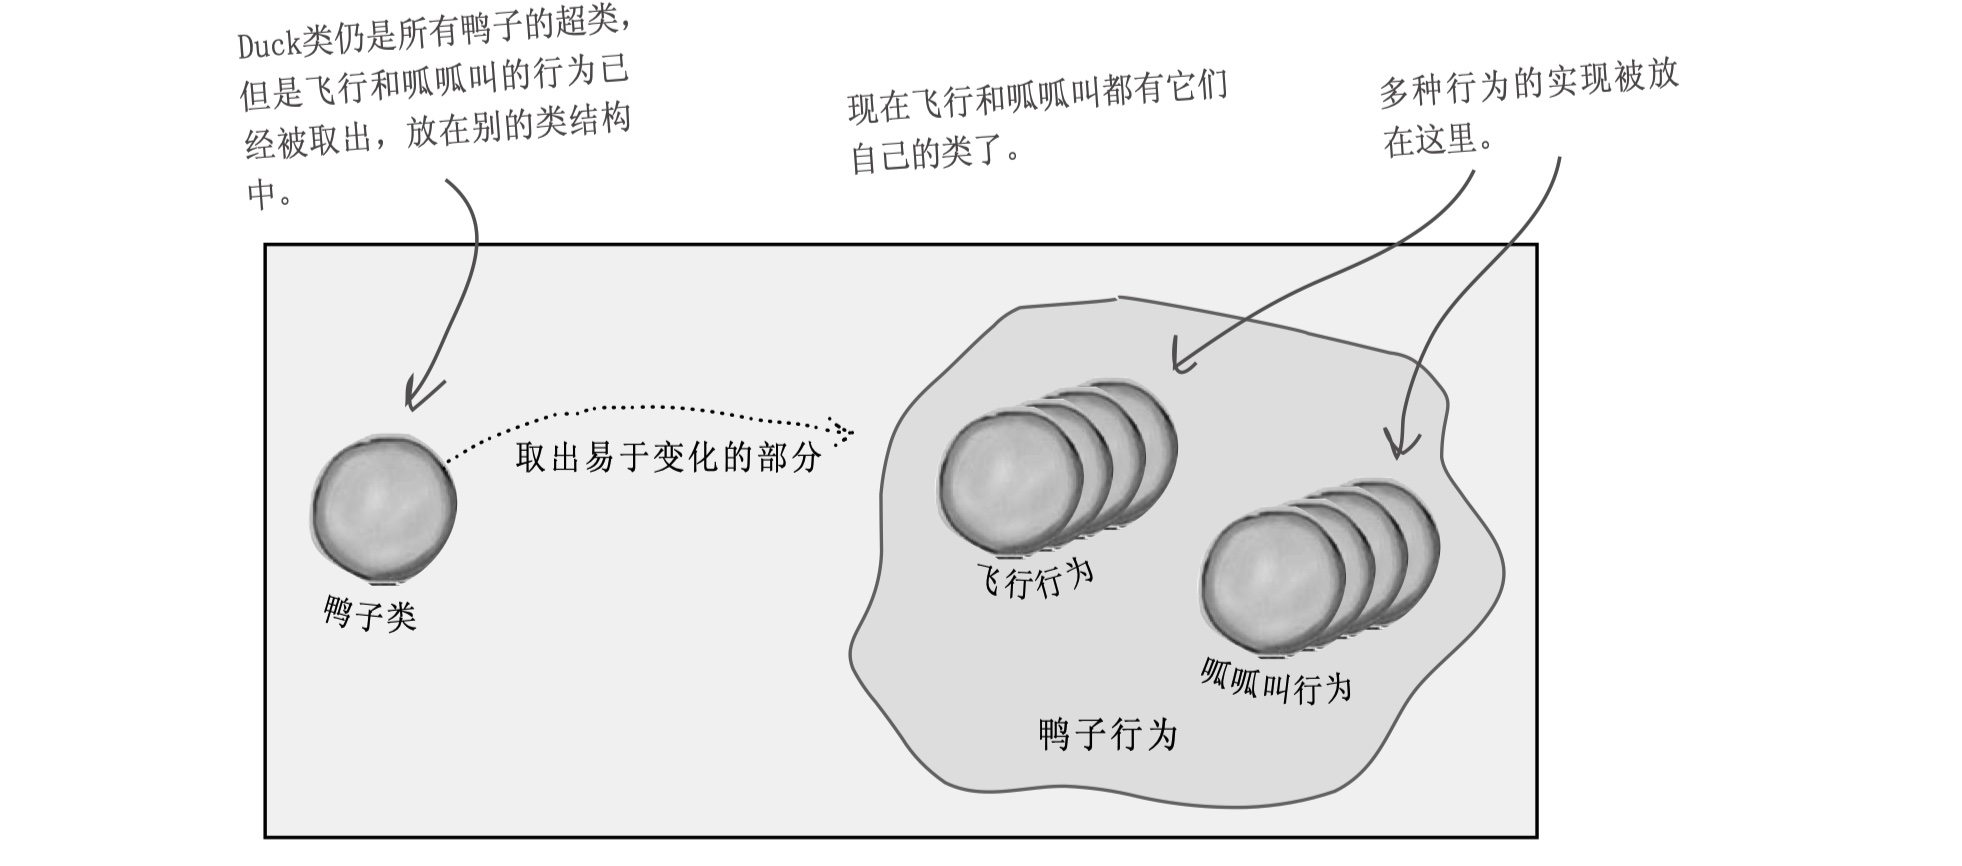 Duck类仍是所有鸭子的超类，
但是飞行和呱呱叫的行为已
经被取出，放在别的类结构
中。
现在飞行和呱呱叫都有它们
自己的类了。
多种行为的实现被放
在这里。
取出易于变化的部分
鸭子类
飞行行为
呱呱叫行为
鸭子行为